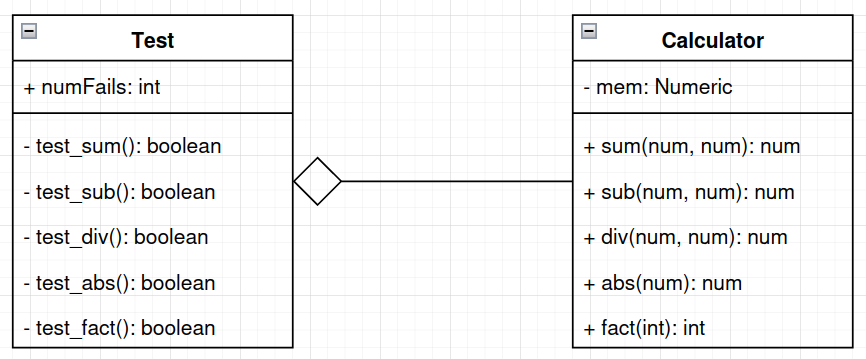 Test
+ numFails: int
- test_sum(): boolean
- test_sub(): boolean
- test_div(): boolean
- test_abs(): boolean
- test_fact(): boolean
Calculator
- mem: Numeric
+ sum(num, num): num
+ sub(num, num): num
+ div(num, num): num
+ abs(num): num
+ fact(int): int